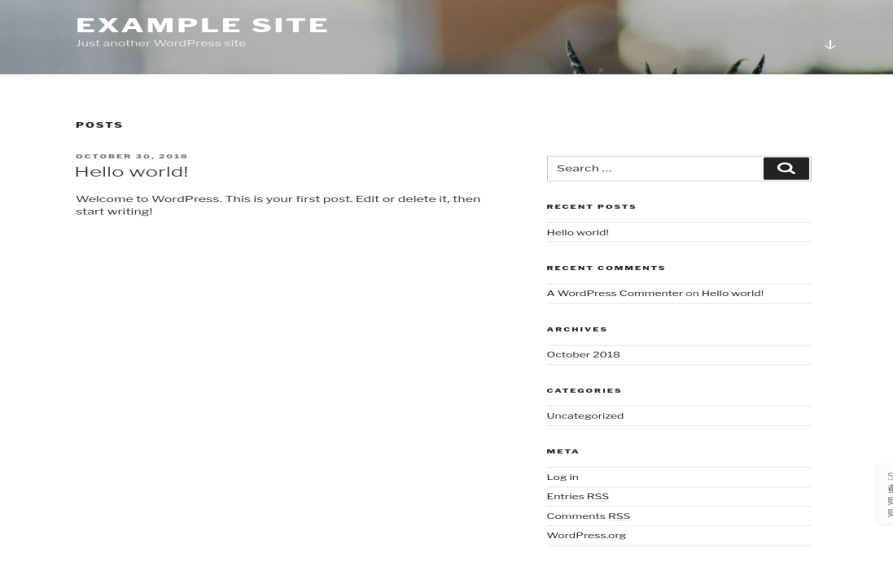 EXAMPLE SITE
Just another WordPress site
POSTS
OCTOBER 30, 2018
Hello world!
Welcome to WordPress. This is your first post. Edit or delete it, then
start writing!
Search …
RECENT POSTS
Hello world!
RECENT COMMENTS
A WordPress Commenter on Hello world!
ARCHIVES
October 2018
CATEGORIES
Uncategorized
META
Log in
Entries RSS
Comments RSS
WordPress.org